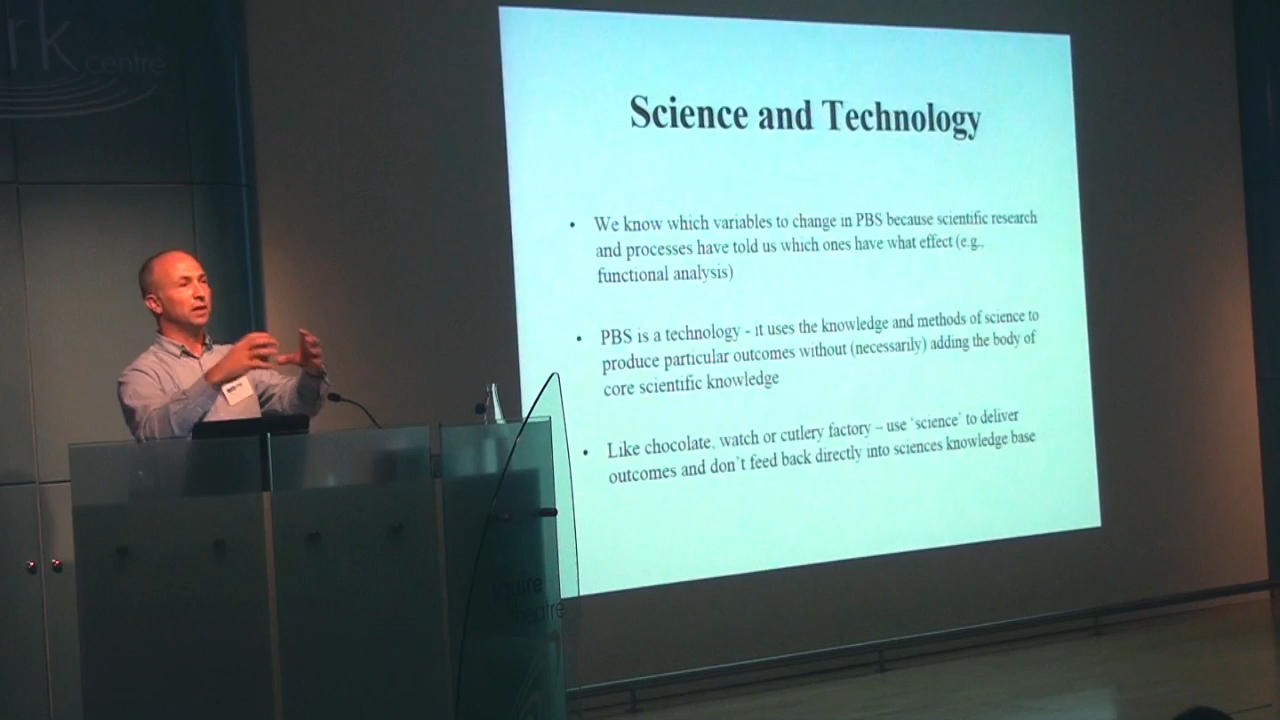 rk
centre
Science and Technology
• We know which variables to change in PBS because scientific research
and processes have told us which ones have what effect (e.g.,
functional analysis)
• PBS is a technology - it uses the knowledge and methods of science to
produce particular outcomes without (necessarily) adding the body of
core scientific knowledge
• Like chocolate, watch or cutlery factory – use ‘science’ to deliver
outcomes and don’t feed back directly into sciences knowledge base